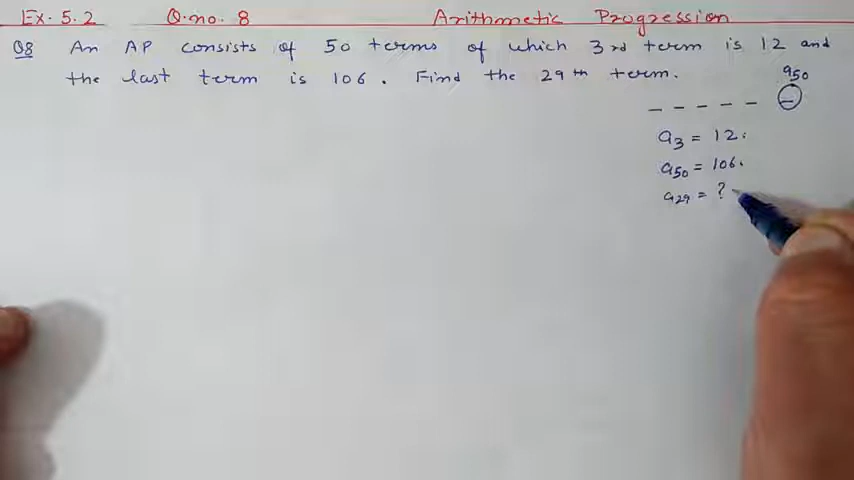 Ex. 5.2 Q.no. 8 Arithmetic Progression
Q8 An AP consists of 50 terms of which 3rd term is 12 and
the last term is 106. Find the 29th term.
a50
_ _ _ _ _ _
a3 = 12.
a50 = 106.
a29 = ?